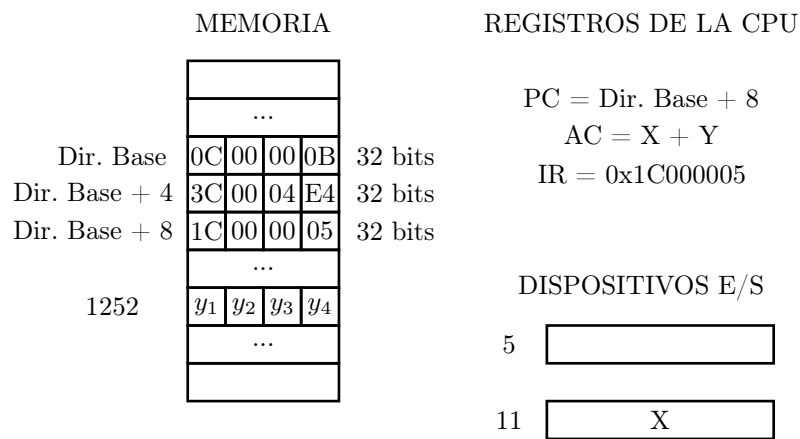 MEMORIA
...
Dir. Base 0C 00 00 0B 32 bits
Dir. Base + 4 3C 00 04 E4 32 bits
Dir. Base + 8 1C 00 00 05 32 bits
...
1252 y1 y2 y3 y4
...
REGISTROS DE LA CPU
PC = Dir. Base + 8
AC = X + Y
IR = 0x1C000005
DISPOSITIVOS E/S
5
11 X